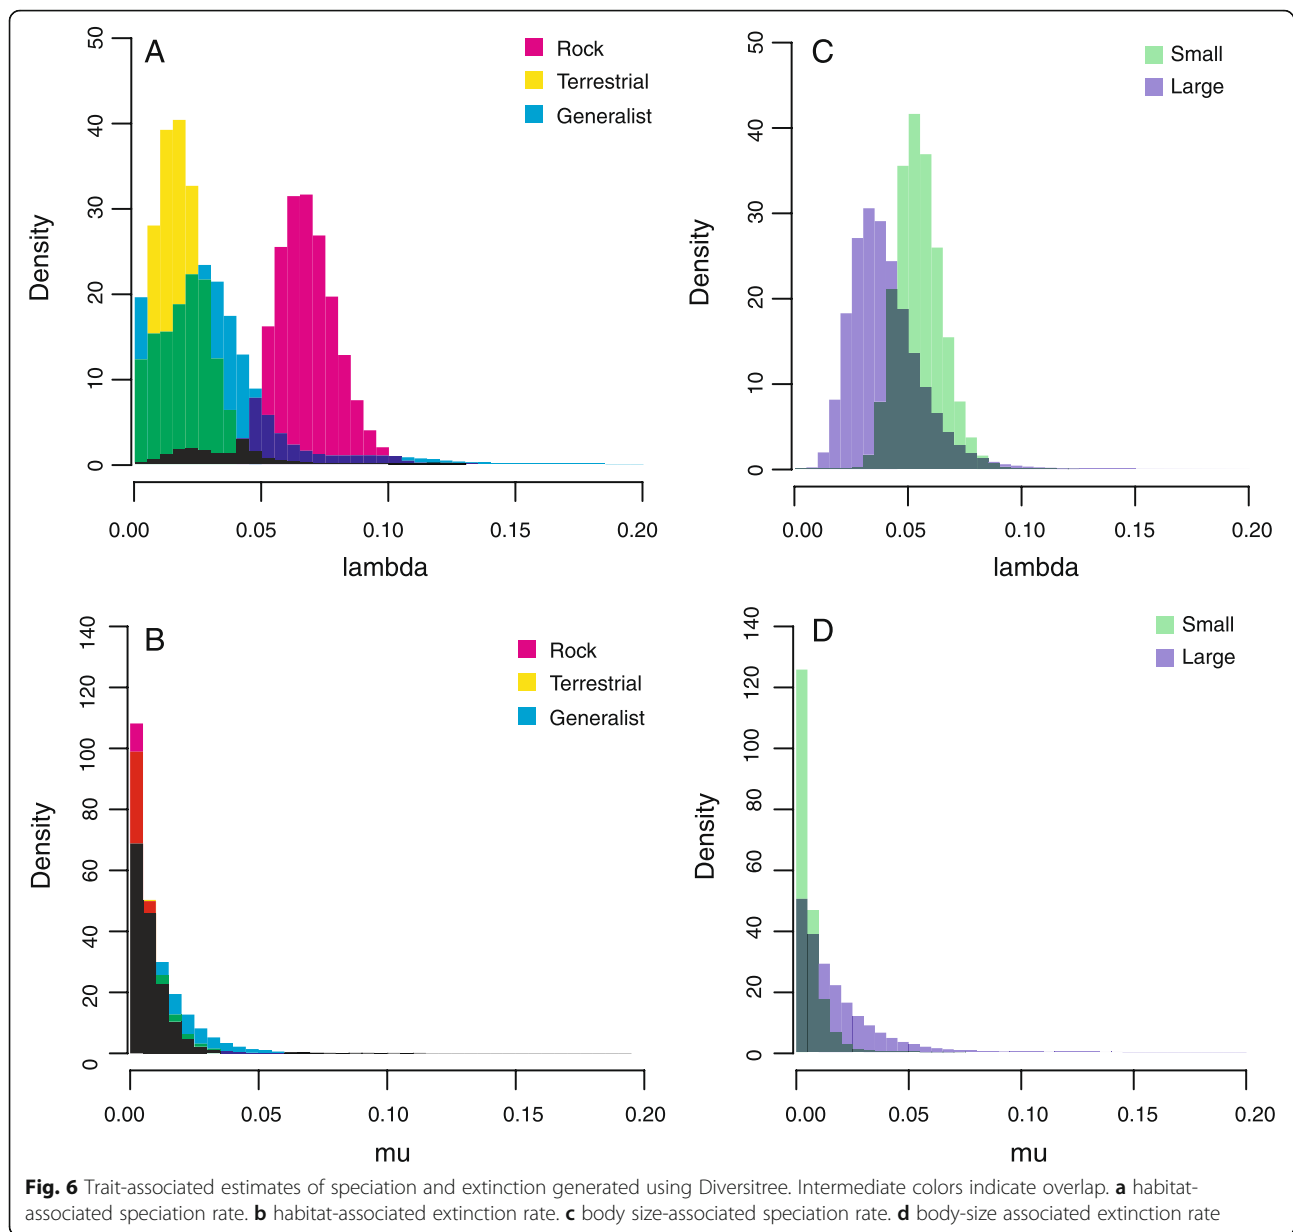 A
Rock
Terrestrial
Generalist
Density
0
10
20
30
40
50
0.00 0.05 0.10 0.15 0.20
lambda
C
Small
Large
Density
0
10
20
30
40
50
0.00 0.05 0.10 0.15 0.20
lambda
B
Rock
Terrestrial
Generalist
Density
0
20
40
60
80
100
120
140
0.00 0.05 0.10 0.15 0.20
mu
D
Small
Large
Density
0
20
40
60
80
100
120
140
0.00 0.05 0.10 0.15 0.20
mu
Fig. 6 Trait-associated estimates of speciation and extinction generated using Diversitree. Intermediate colors indicate overlap. a habitat-
associated speciation rate. b habitat-associated extinction rate. c body size-associated speciation rate. d body-size associated extinction rate